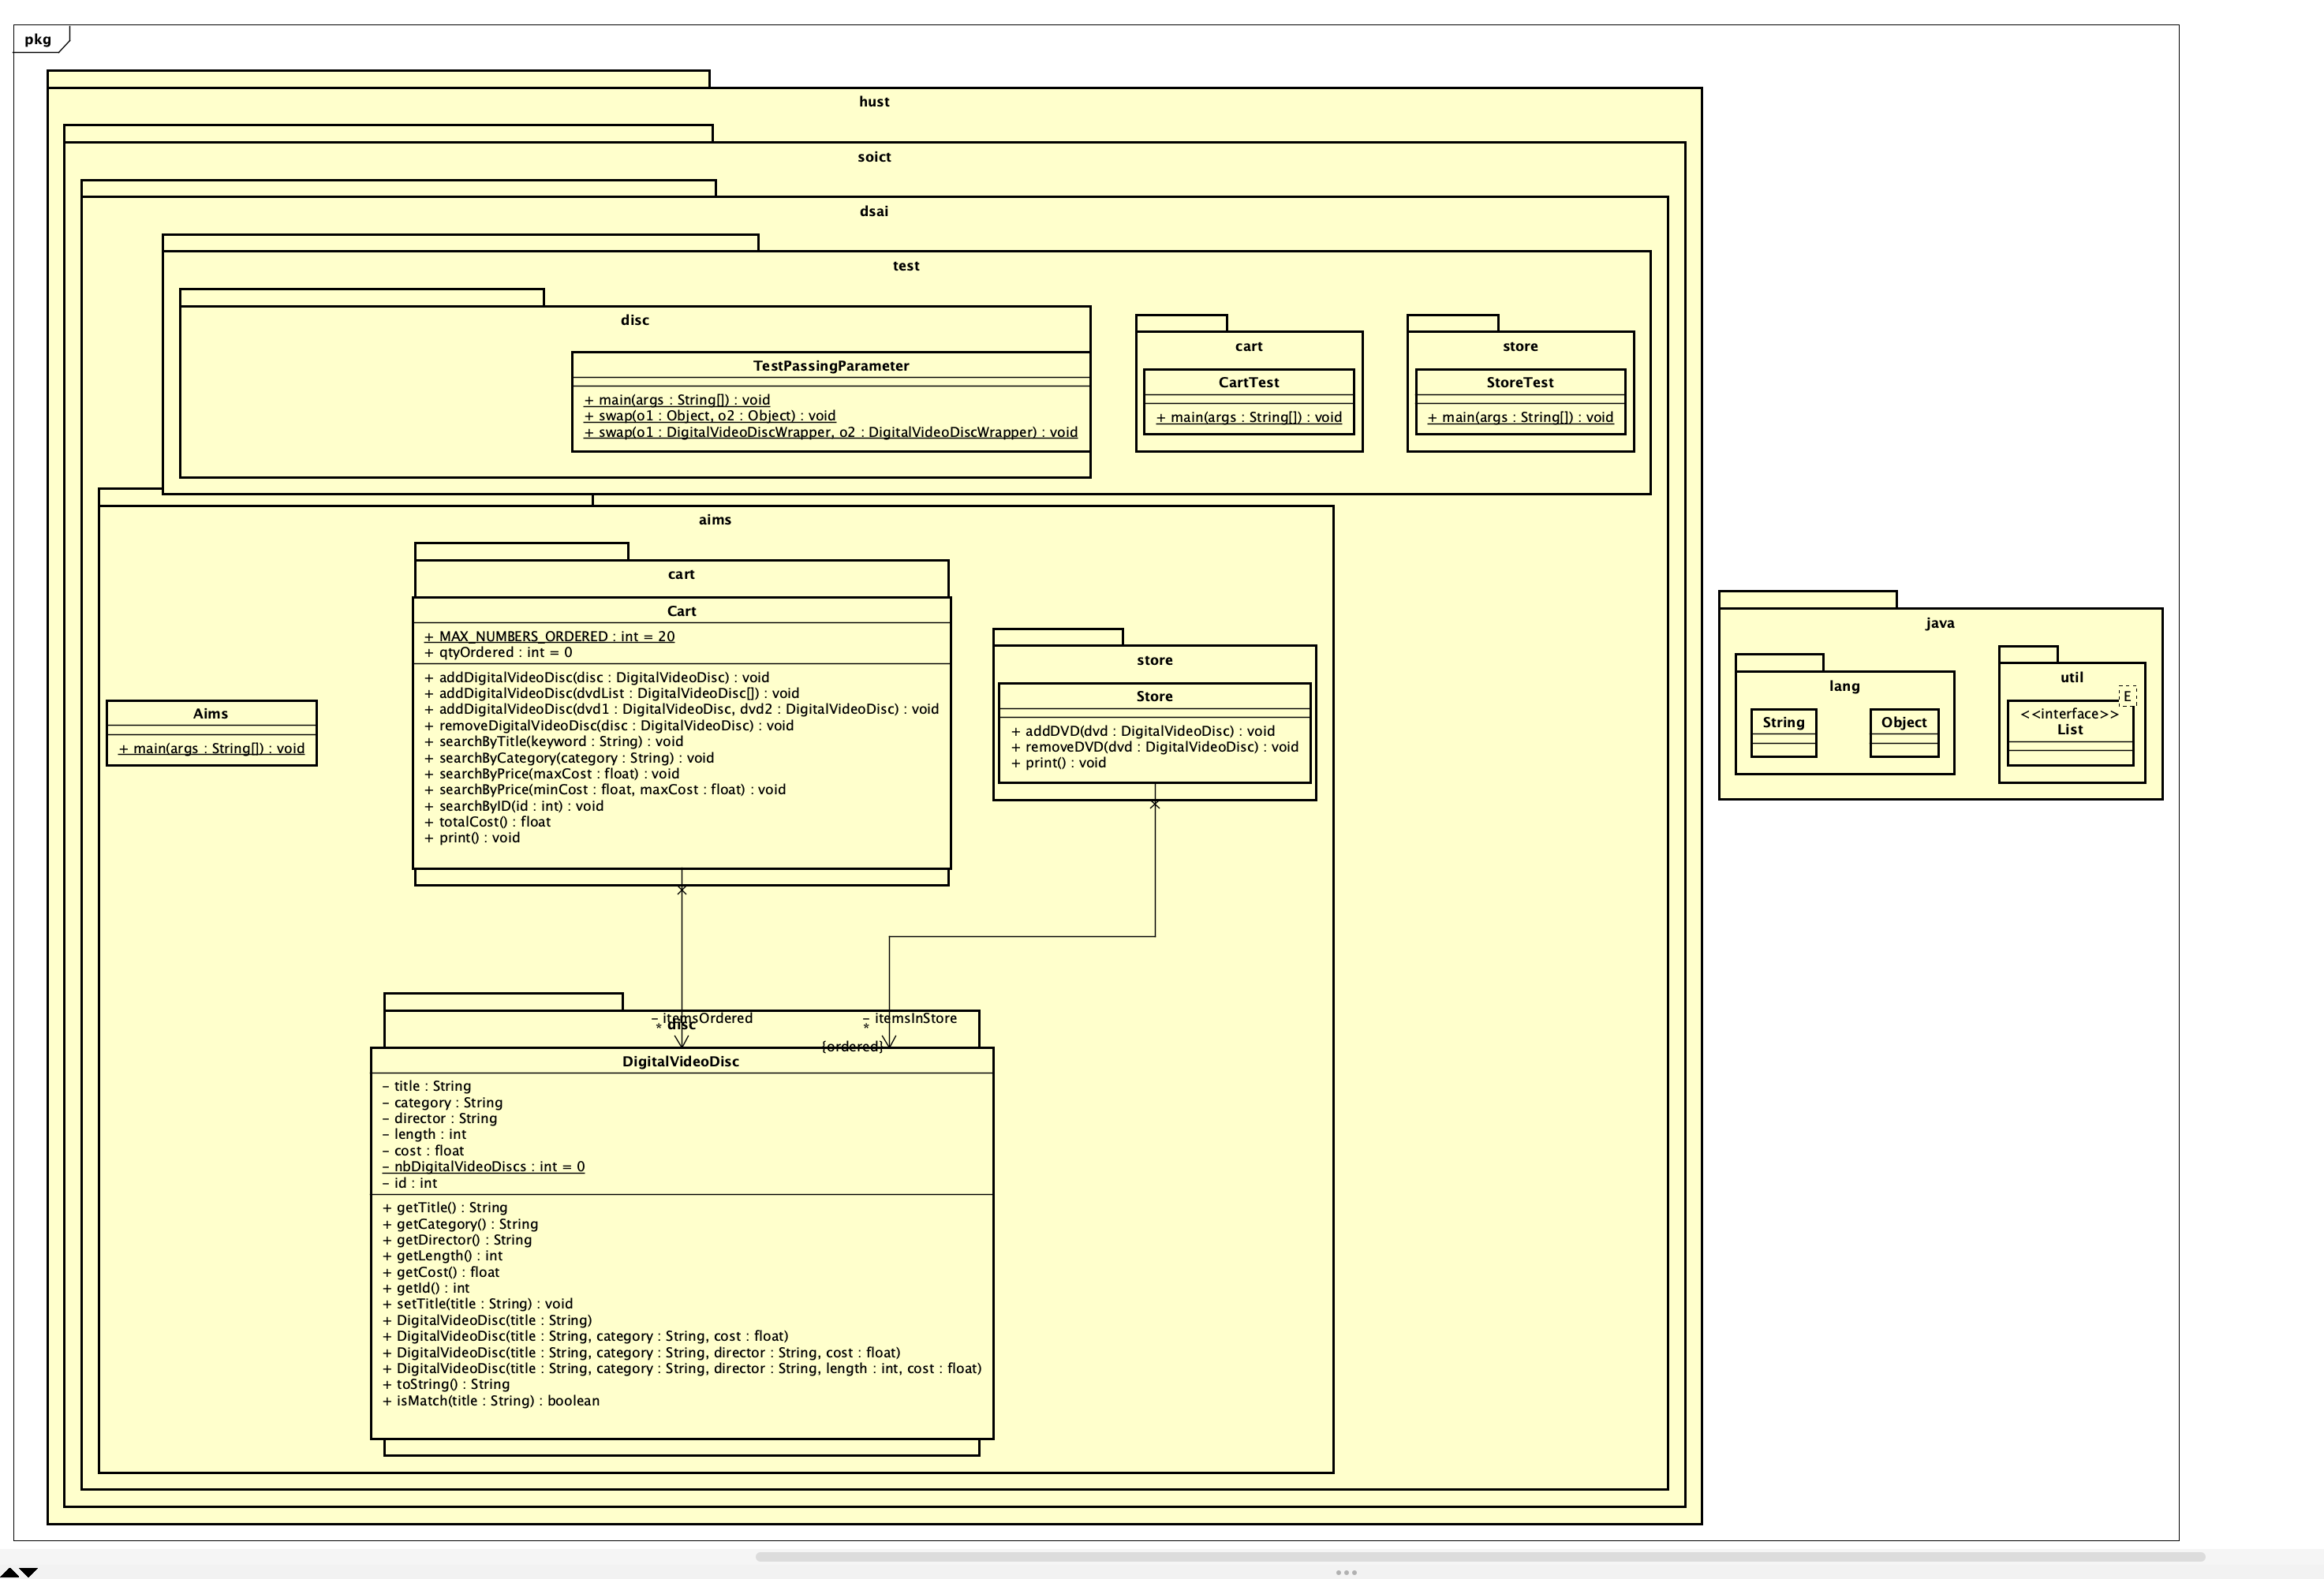 pkg
hust
soict
dsai
test
disc
TestPassingParameter
+ main(args : String[]) : void
+ swap(o1 : Object, o2 : Object) : void
+ swap(o1 : DigitalVideoDiscWrapper, o2 : DigitalVideoDiscWrapper) : void
cart
CartTest
+ main(args : String[]) : void
store
StoreTest
+ main(args : String[]) : void
aims
Aims
+ main(args : String[]) : void
cart
Cart
+ MAX_NUMBERS_ORDERED : int = 20
+ qtyOrdered : int = 0
+ addDigitalVideoDisc(disc : DigitalVideoDisc) : void
+ addDigitalVideoDisc(dvdList : DigitalVideoDisc[]) : void
+ addDigitalVideoDisc(dvd1 : DigitalVideoDisc, dvd2 : DigitalVideoDisc) : void
+ removeDigitalVideoDisc(disc : DigitalVideoDisc) : void
+ searchByTitle(keyword : String) : void
+ searchByCategory(category : String) : void
+ searchByPrice(maxCost : float) : void
+ searchByPrice(minCost : float, maxCost : float) : void
+ searchByID(id : int) : void
+ totalCost() : float
+ print() : void
store
Store
+ addDVD(dvd : DigitalVideoDisc) : void
+ removeDVD(dvd : DigitalVideoDisc) : void
+ print() : void
java
lang
String
Object
util
E
<<interface>>
List
- itemsOrdered
*
disc
- itemsInStore
*
{ordered}
DigitalVideoDisc
- title : String
- category : String
- director : String
- length : int
- cost : float
- nbDigitalVideoDiscs : int = 0
- id : int
+ getTitle() : String
+ getCategory() : String
+ getDirector() : String
+ getLength() : int
+ getCost() : float
+ getId() : int
+ setTitle(title : String) : void
+ DigitalVideoDisc(title : String)
+ DigitalVideoDisc(title : String, category : String, cost : float)
+ DigitalVideoDisc(title : String, category : String, director : String, cost : float)
+ DigitalVideoDisc(title : String, category : String, director : String, length : int, cost : float)
+ toString() : String
+ isMatch(title : String) : boolean